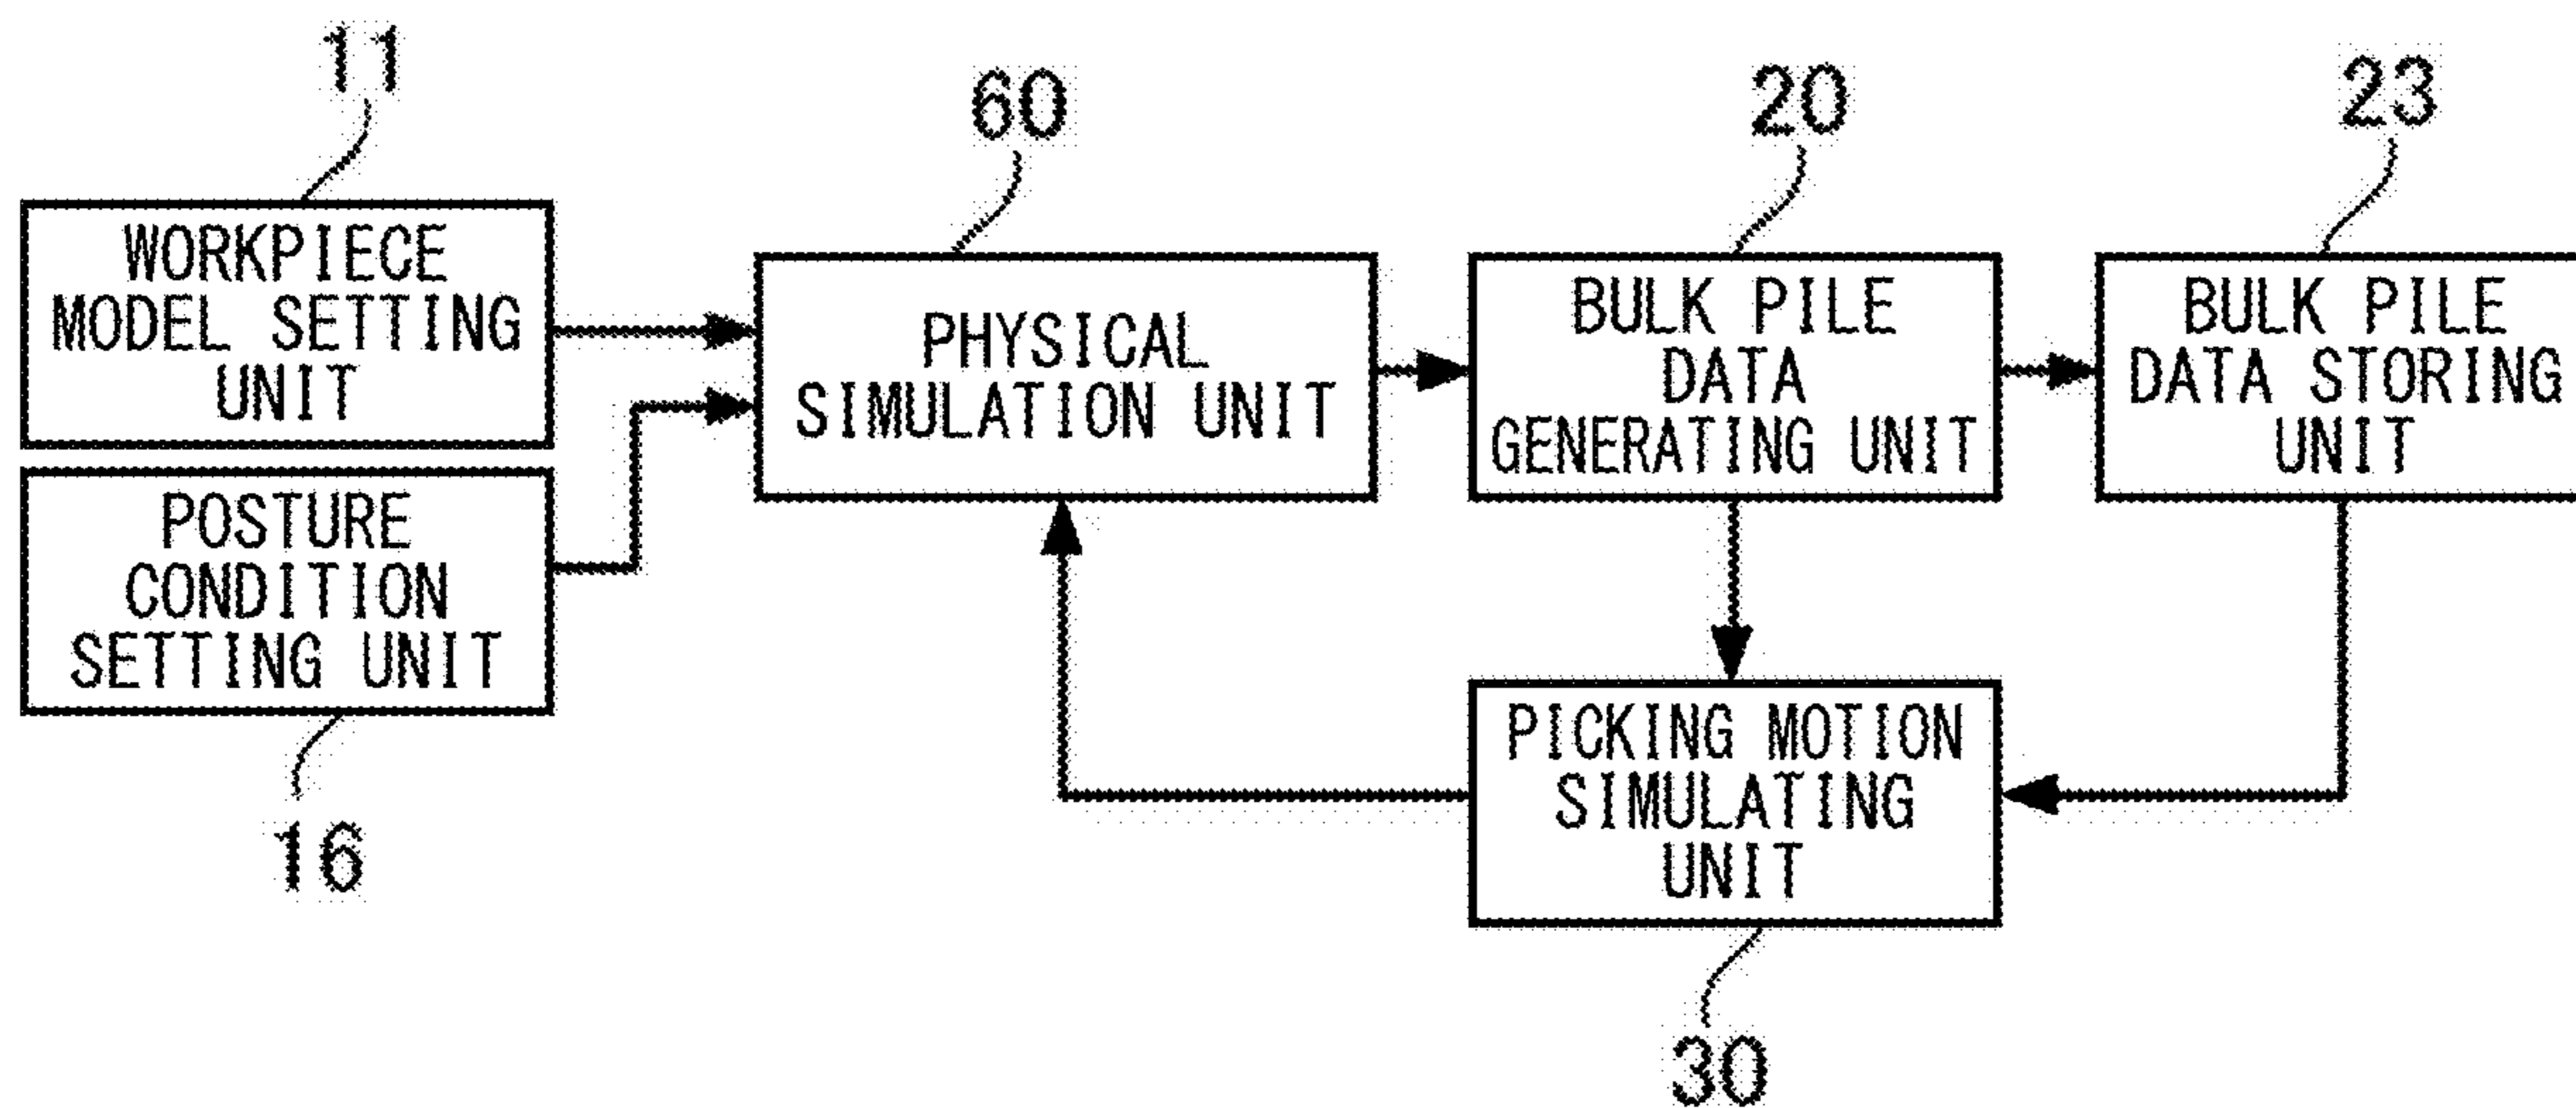 11
60
20
23
WORKPIECE
MODEL SETTING
UNIT
PHYSICAL
SIMULATION UNIT
BULK PILE
DATA
GENERATING UNIT
BULK PILE
DATA STORING
UNIT
POSTURE
CONDITION
SETTING UNIT
16
PICKING MOTION
SIMULATING
UNIT
30